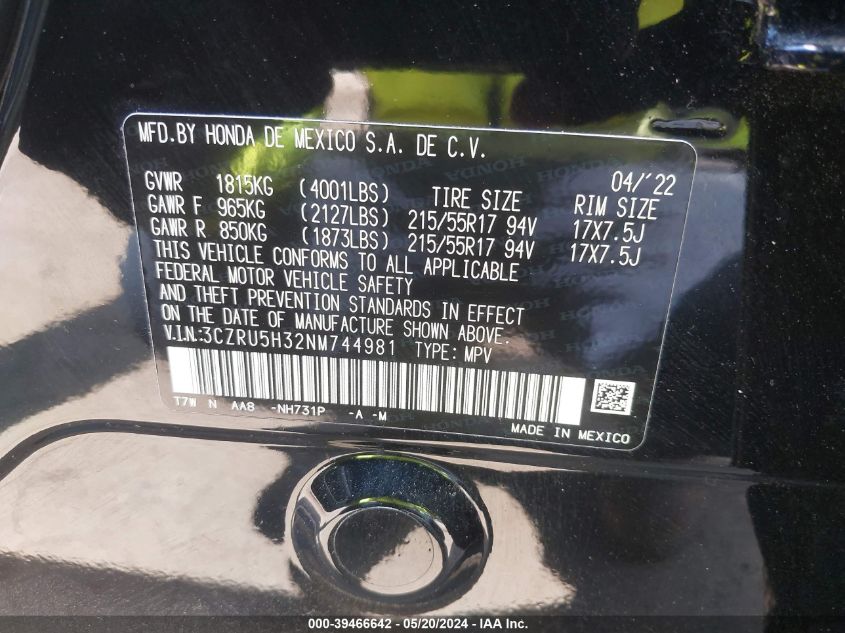 MFD.BY HONDA DE MEXICO S.A. DE C.V.
04/'22
GVWR 1815KG (4001LBS) TIRE SIZE RIM SIZE
GAWR F 965KG (2127LBS) 215/55R17 94V 17X7.5J
GAWR R 850KG (1873LBS) 215/55R17 94V 17X7.5J
THIS VEHICLE CONFORMS TO ALL APPLICABLE
FEDERAL MOTOR VEHICLE SAFETY
AND THEFT PREVENTION STANDARDS IN EFFECT
ON THE DATE OF MANUFACTURE SHOWN ABOVE.
V.I.N.:3CZRU5H32NM744981 TYPE: MPV
T7W N AA8 -NH731P -A -M
MADE IN MEXICO
000-39466642 - 05/20/2024 - IAA Inc.